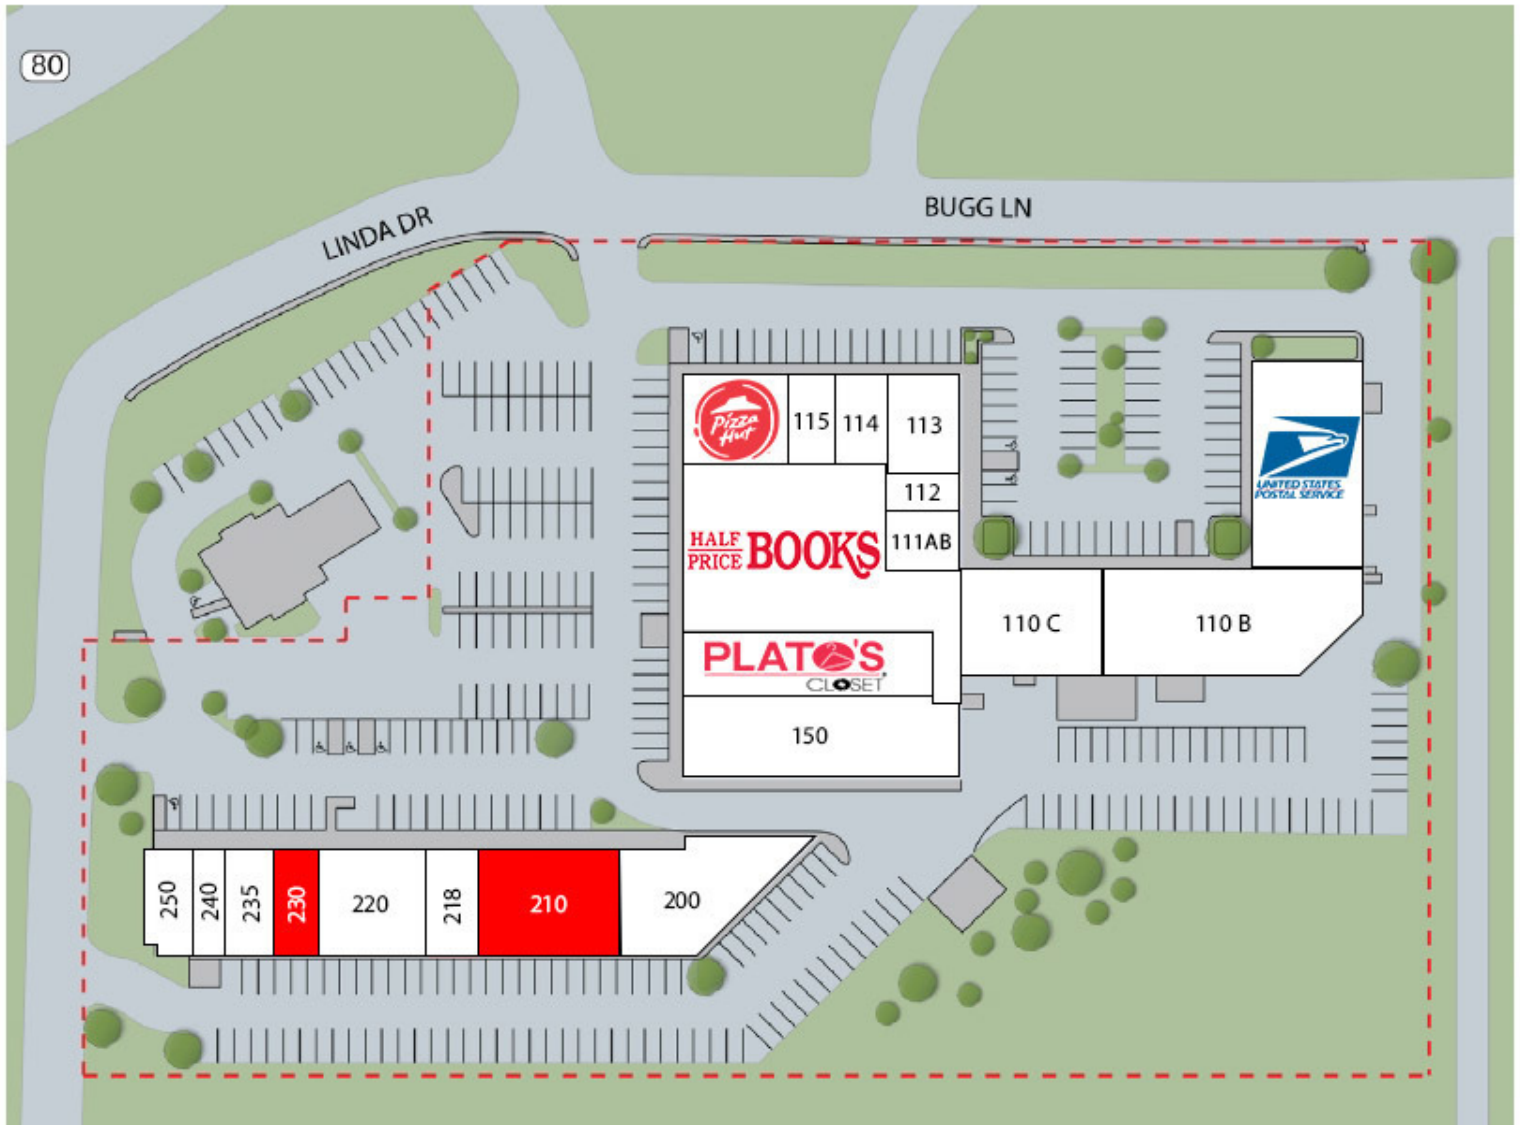 80
LINDA DR
BUGG LN
Pizza
Hut
115
114
113
112
111AB
HALF
PRICE
BOOKS
UNITED STATES
POSTAL SERVICE
110 C
110 B
PLATO'S
CLOSET
150
250
240
235
230
220
218
210
200